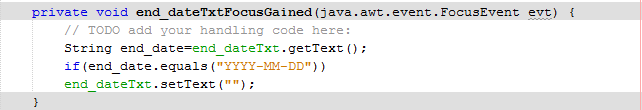 private void end_dateTxtFocusGained(java.awt.event.FocusEvent evt) {
// TODO add your handling code here:
String end_date=end_dateTxt.getText();
if(end_date.equals("YYYY-MM-DD"))
end_dateTxt.setText("");
}